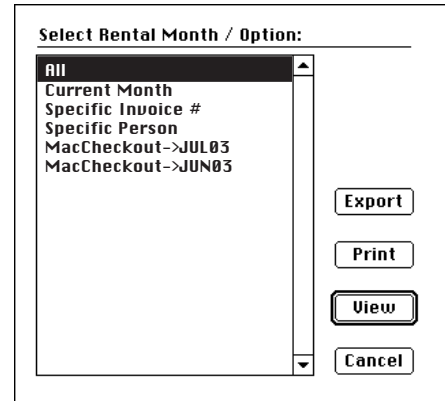 Select Rental Month / Option:
All
Current Month
Specific Invoice #
Specific Person
MacCheckout->JUL03
MacCheckout->JUN03
Export
Print
View
Cancel